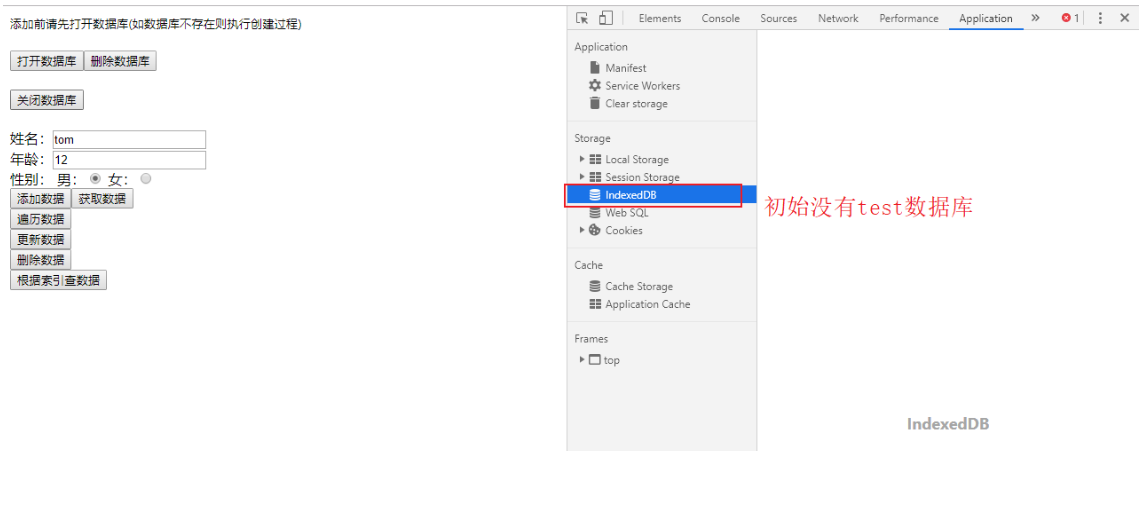 添加前请先打开数据库(如数据库不存在则执行创建过程)
打开数据库 删除数据库
关闭数据库
姓名: tom
年龄: 12
性别: 男: 女:
添加数据 获取数据
遍历数据
更新数据
删除数据
根据索引查数据
Elements Console Sources Network Performance Application » 1
Application
Manifest
Service Workers
Clear storage
Storage
Local Storage
Session Storage
IndexedDB
Web SQL
Cookies
Cache
Cache Storage
Application Cache
Frames
top
初始没有test数据库
IndexedDB